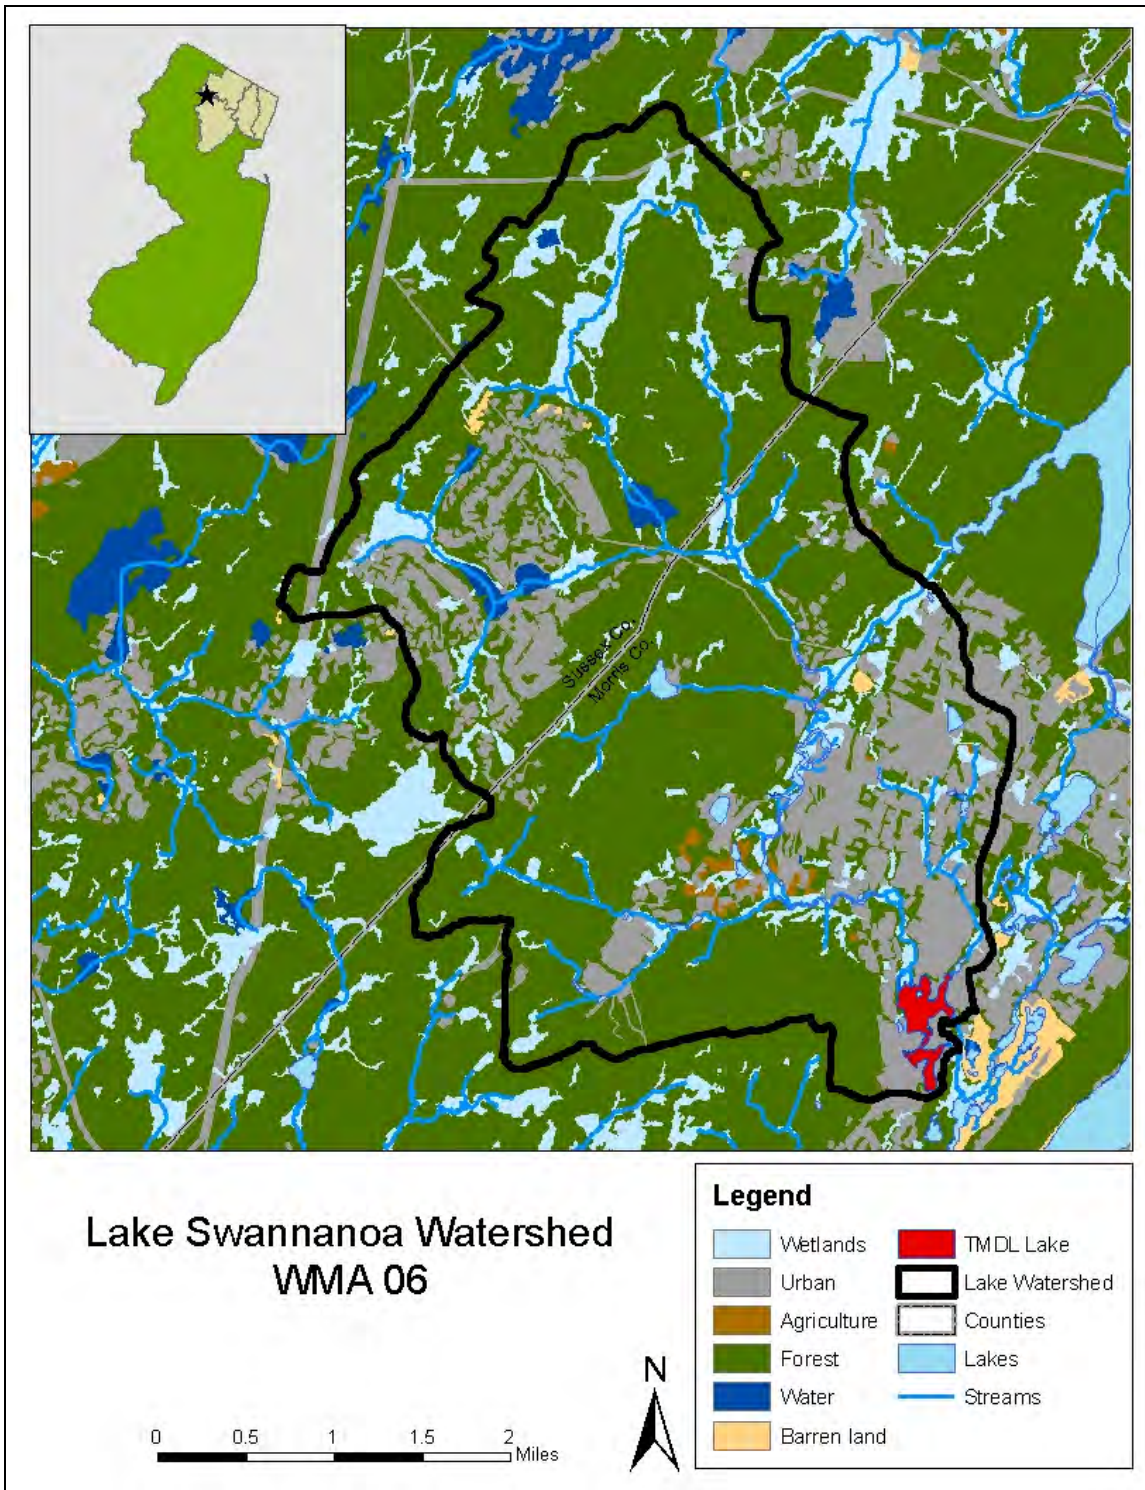 Sussex Co.
Morris Co.
Lake Swannanoa Watershed
WMA 06
0 0.5 1 1.5 2
Miles
N
Legend
Wetlands
Urban
Agriculture
Forest
Water
Barren land
TMDL Lake
Lake Watershed
Counties
Lakes
Streams